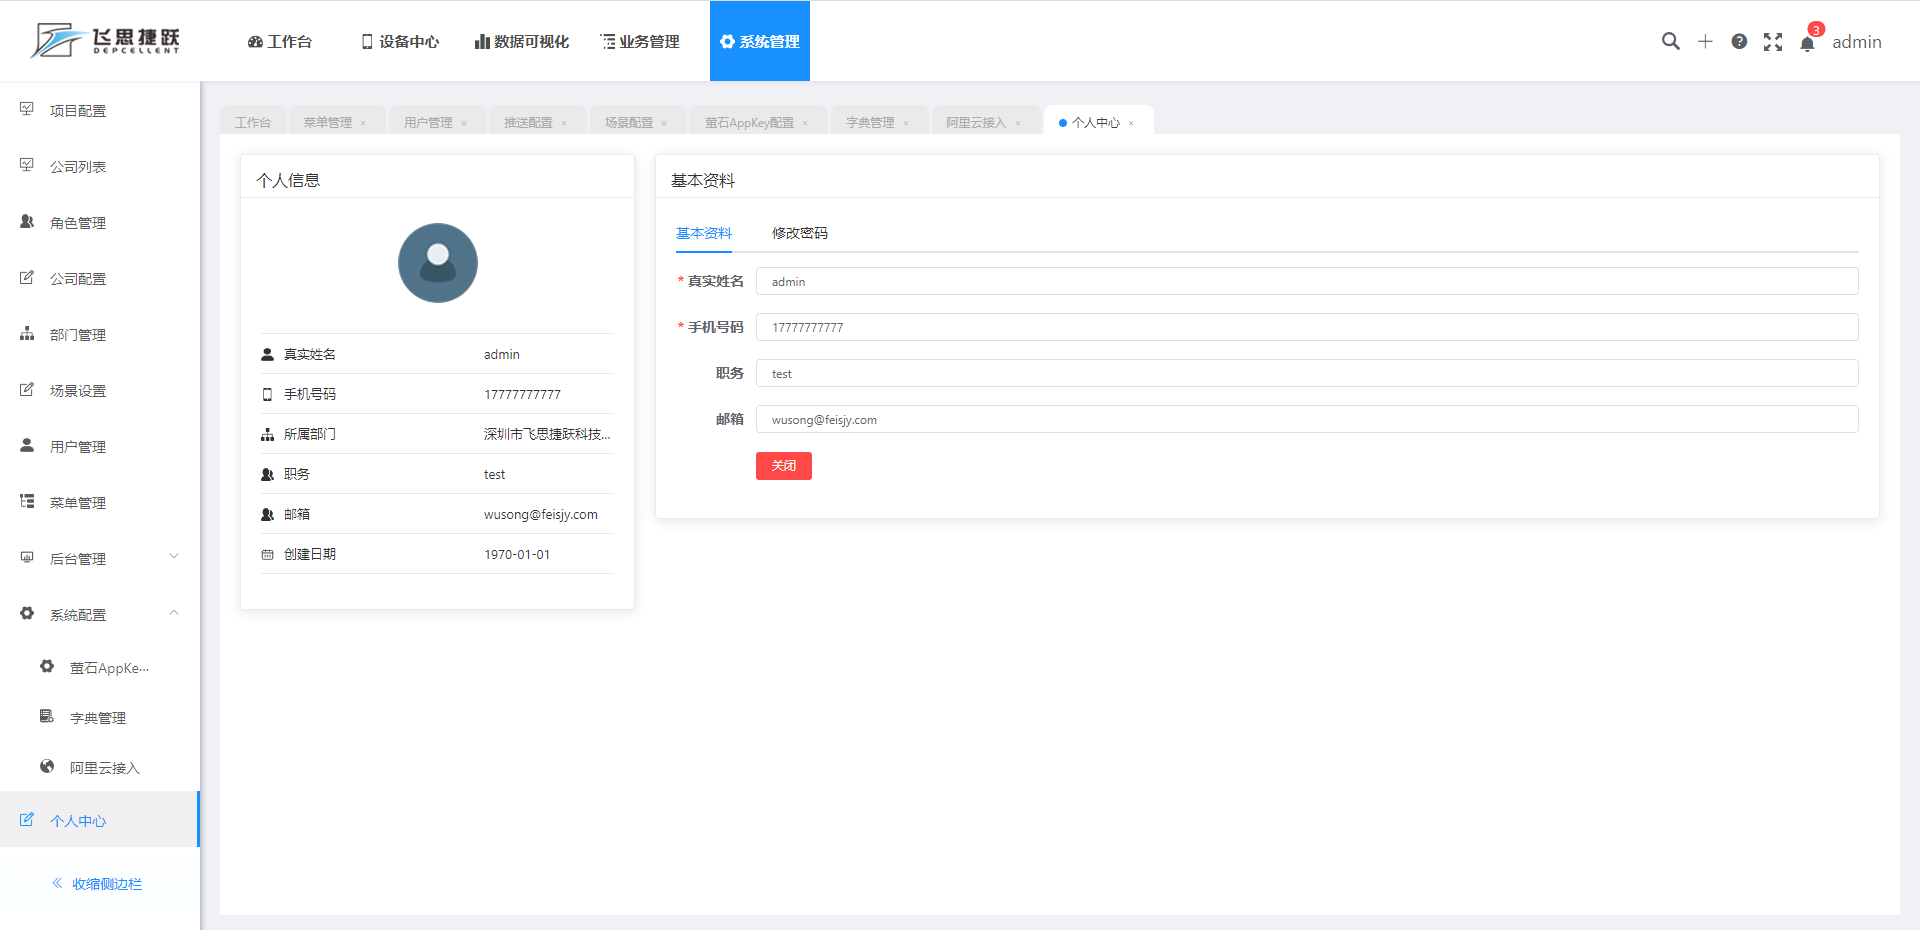 飞思捷跃
DEPCELLENT
工作台
设备中心
数据可视化
业务管理
系统管理
3
admin
项目配置
公司列表
角色管理
公司配置
部门管理
场景设置
用户管理
菜单管理
后台管理
系统配置
萤石AppKe...
字典管理
阿里云接入
个人中心
收缩侧边栏
工作台
菜单管理 ×
用户管理 ×
推送配置 ×
场景配置 ×
萤石AppKey配置 ×
字典管理 ×
阿里云接入 ×
个人中心 ×
个人信息
真实姓名 admin
手机号码 17777777777
所属部门 深圳市飞思捷跃科技...
职务 test
邮箱 wusong@feisjy.com
创建日期 1970-01-01
基本资料
基本资料 修改密码
* 真实姓名 admin
* 手机号码 17777777777
职务 test
邮箱 wusong@feisjy.com
关闭